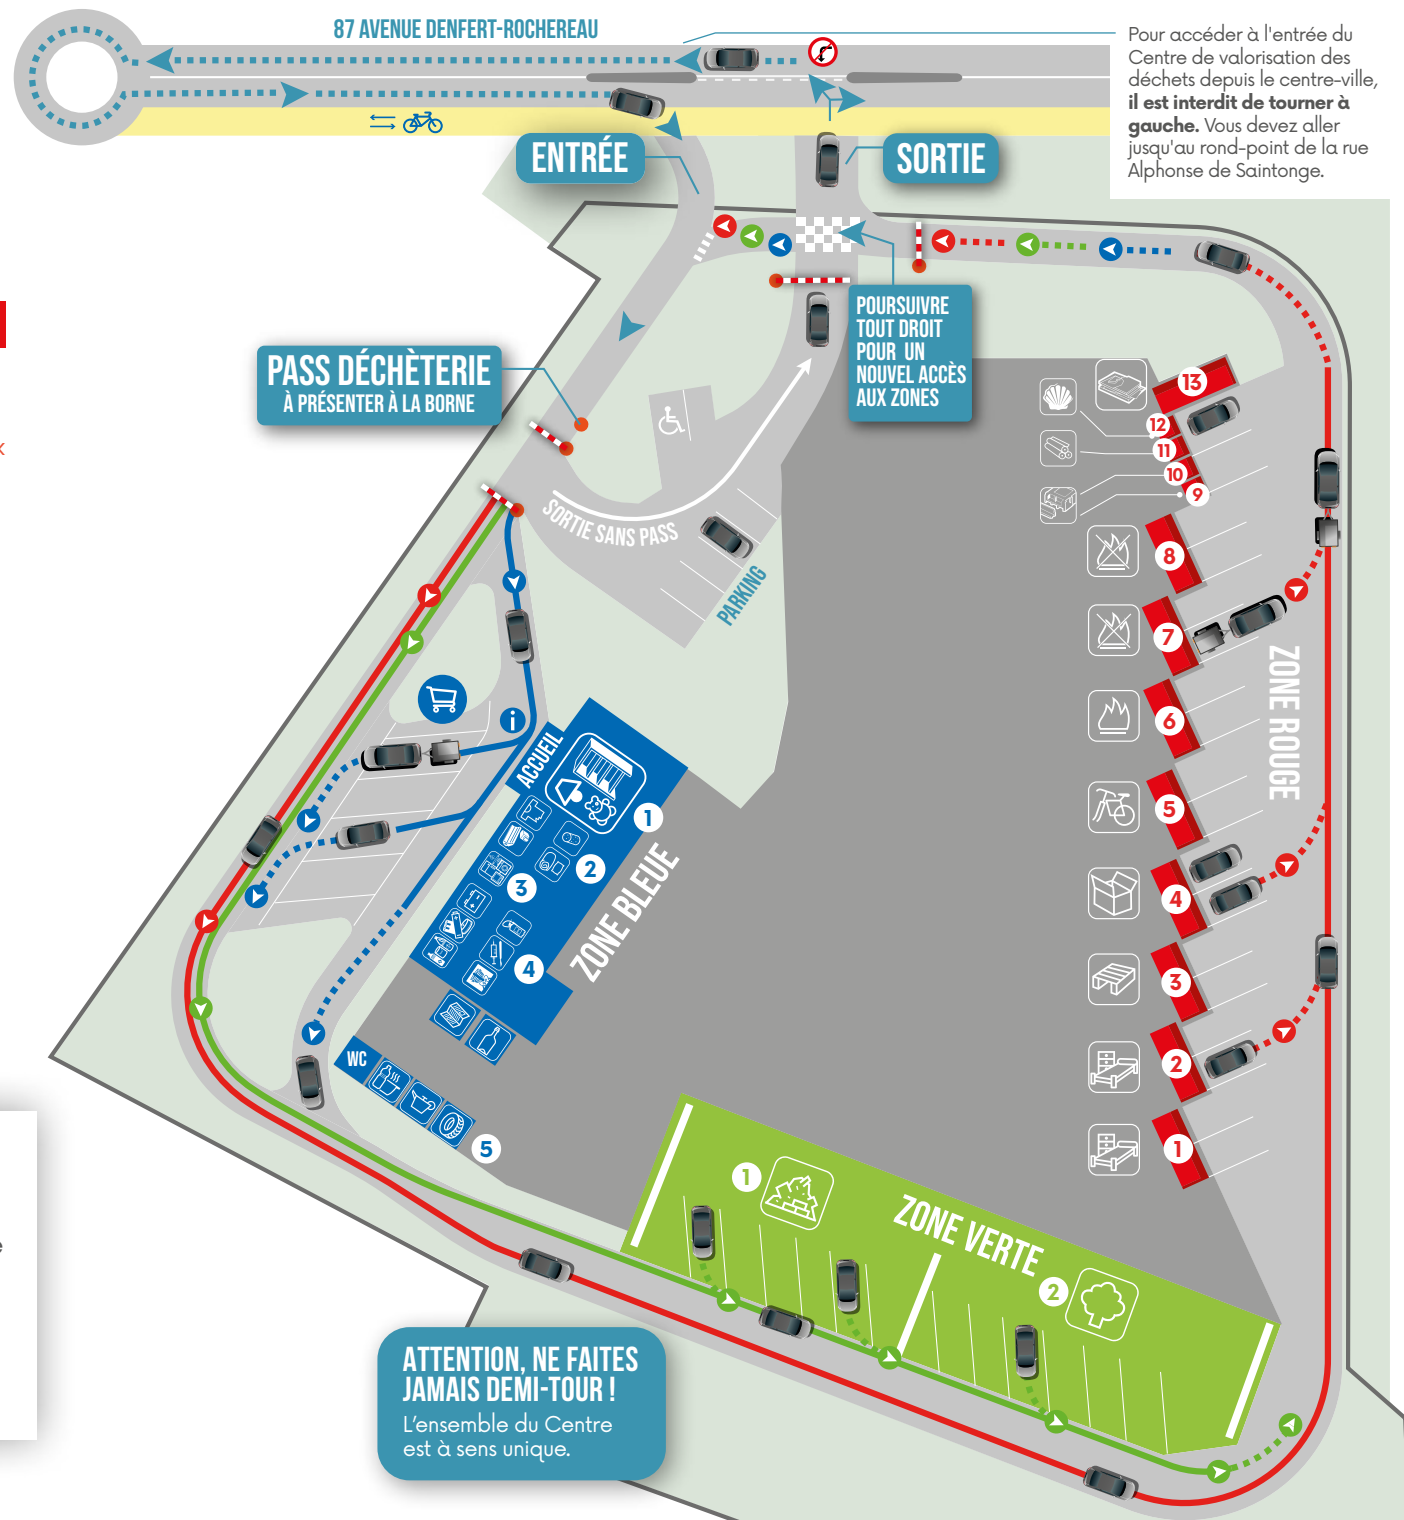 87 AVENUE DENFERT-ROCHEREAU
Pour accéder à l'entrée du
Centre de valorisation des
déchets depuis le centre-ville,
il est interdit de tourner à
gauche. Vous devez aller
jusqu'au rond-point de la rue
Alphonse de Saintonge.
ENTRÉE
SORTIE
POURSUIVRE
TOUT DROIT
POUR UN
NOUVEL ACCÈS
AUX ZONES
PASS DÉCHÈTERIE
À PRÉSENTER À LA BORNE
SORTIE SANS PASS
PARKING
13
12
11
10
9
8
7
6
5
4
3
2
1
ZONE ROUGE
i
ACCUEIL
1
2
3
4
ZONE BLEUE
WC
5
1
ZONE VERTE
2
ATTENTION, NE FAITES
JAMAIS DEMI-TOUR !
L'ensemble du Centre
est à sens unique.